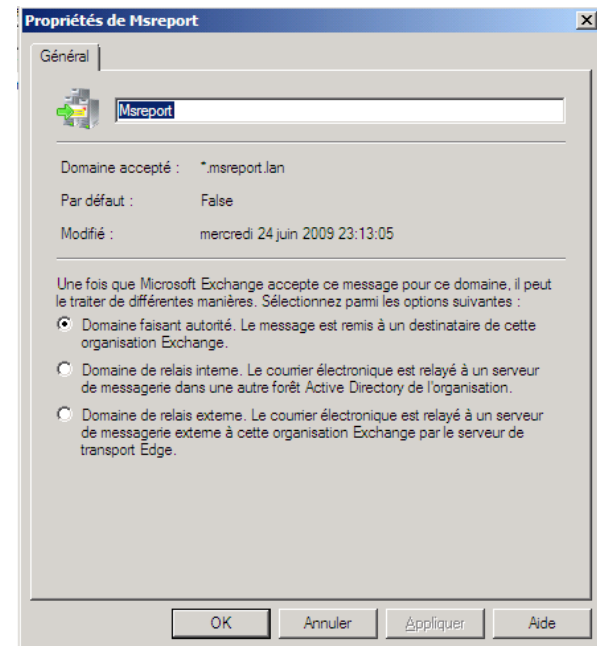 Propriétés de Msreport
Général
Msreport
Domaine accepté :
*.msreport.lan
Par défaut :
False
Modifié :
mercredi 24 juin 2009 23:13:05
Une fois que Microsoft Exchange accepte ce message pour ce domaine, il peut
le traiter de différentes manières. Sélectionnez parmi les options suivantes :
Domaine faisant autorité. Le message est remis à un destinataire de cette
organisation Exchange.
Domaine de relais interne. Le courrier électronique est relayé à un serveur
de messagerie dans une autre forêt Active Directory de l'organisation.
Domaine de relais externe. Le courrier électronique est relayé à un serveur
de messagerie externe à cette organisation Exchange par le serveur de
transport Edge.
OK
Annuler
Appliquer
Aide